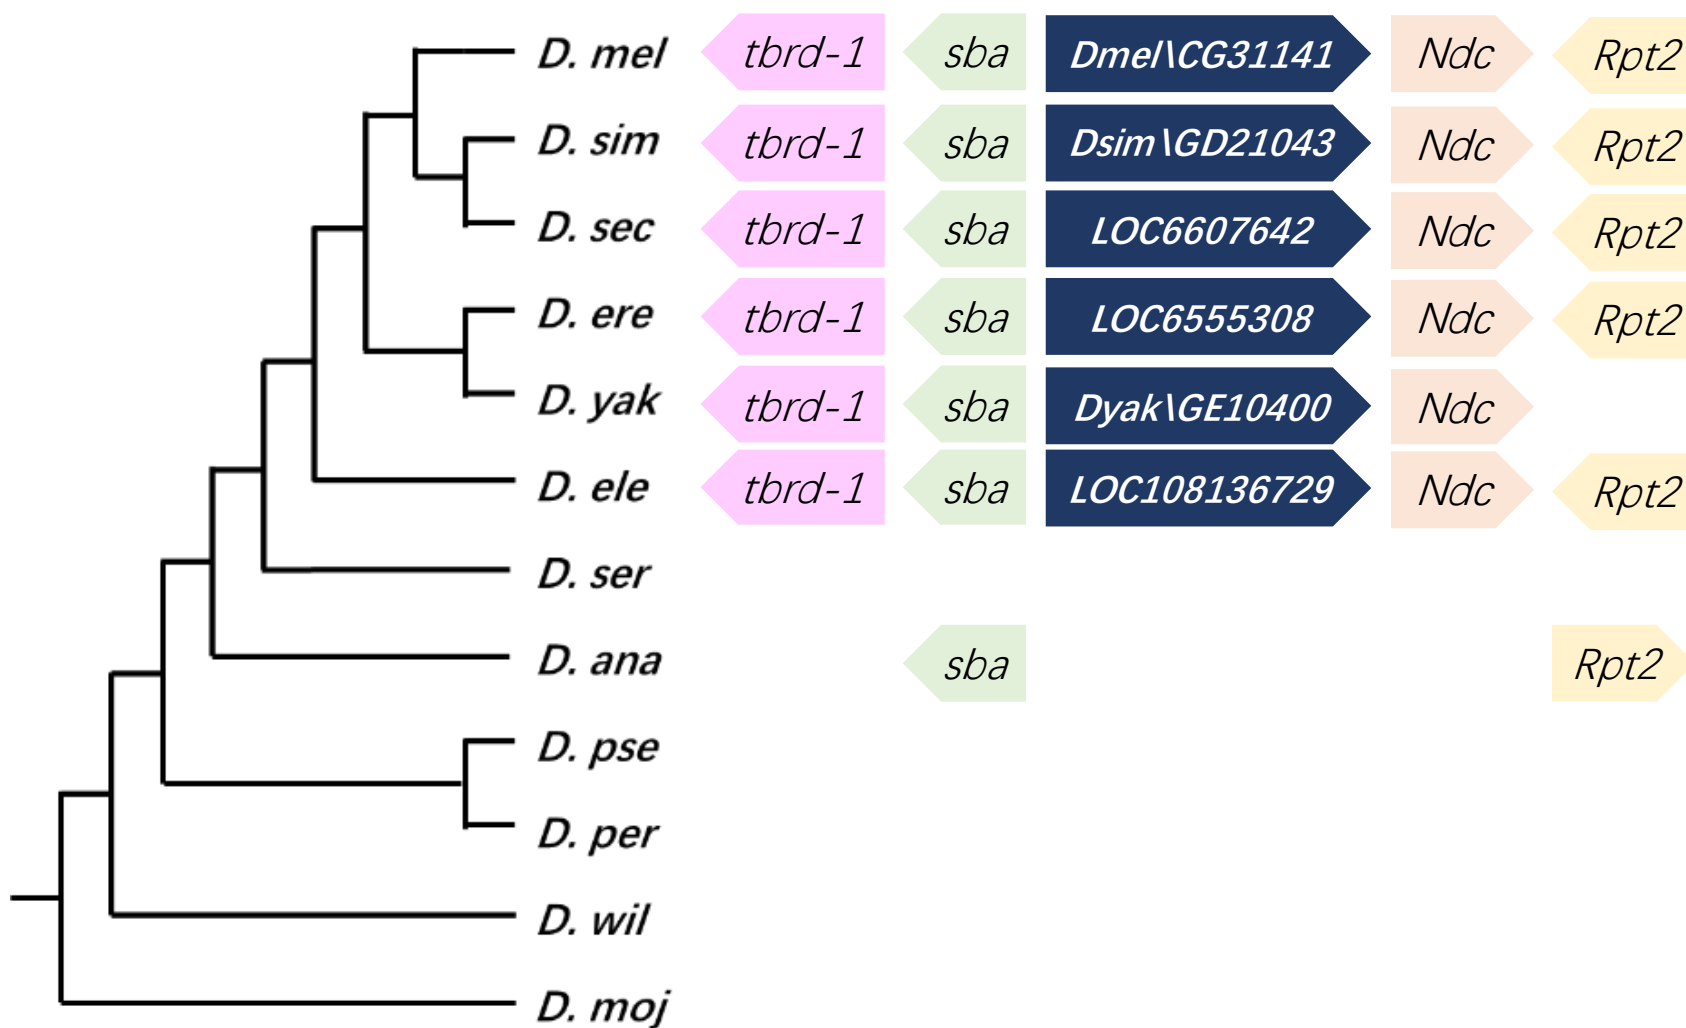 D. mel tbrd-1 sba Dmel\CG31141 Ndc Rpt2
D. sim tbrd-1 sba Dsim\GD21043 Ndc Rpt2
D. sec tbrd-1 sba LOC6607642 Ndc Rpt2
D. ere tbrd-1 sba LOC6555308 Ndc Rpt2
D. yak tbrd-1 sba Dyak\GE10400 Ndc
D. ele tbrd-1 sba LOC108136729 Ndc Rpt2
D. ser
D. ana sba Rpt2
D. pse
D. per
D. wil
D. moj